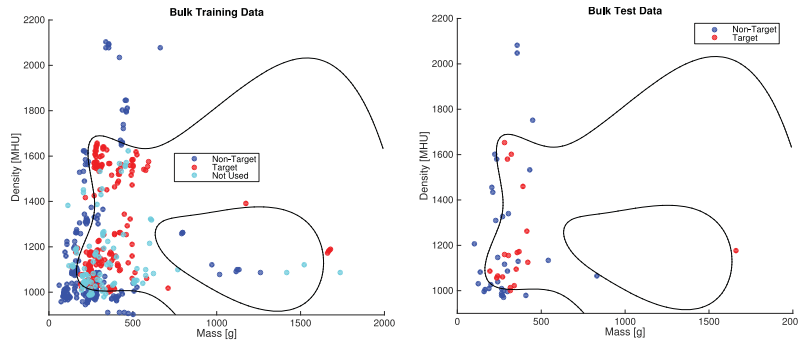 Bulk Training Data
2200
2000
1800
1600
1400
1200
1000
Density [MHU]
Non-Target
Target
Not Used
0
500
1000
1500
2000
Mass [g]
Bulk Test Data
2200
2000
1800
1600
1400
1200
1000
Density [MHU]
Non-Target
Target
0
500
1000
1500
200
Mass [g]